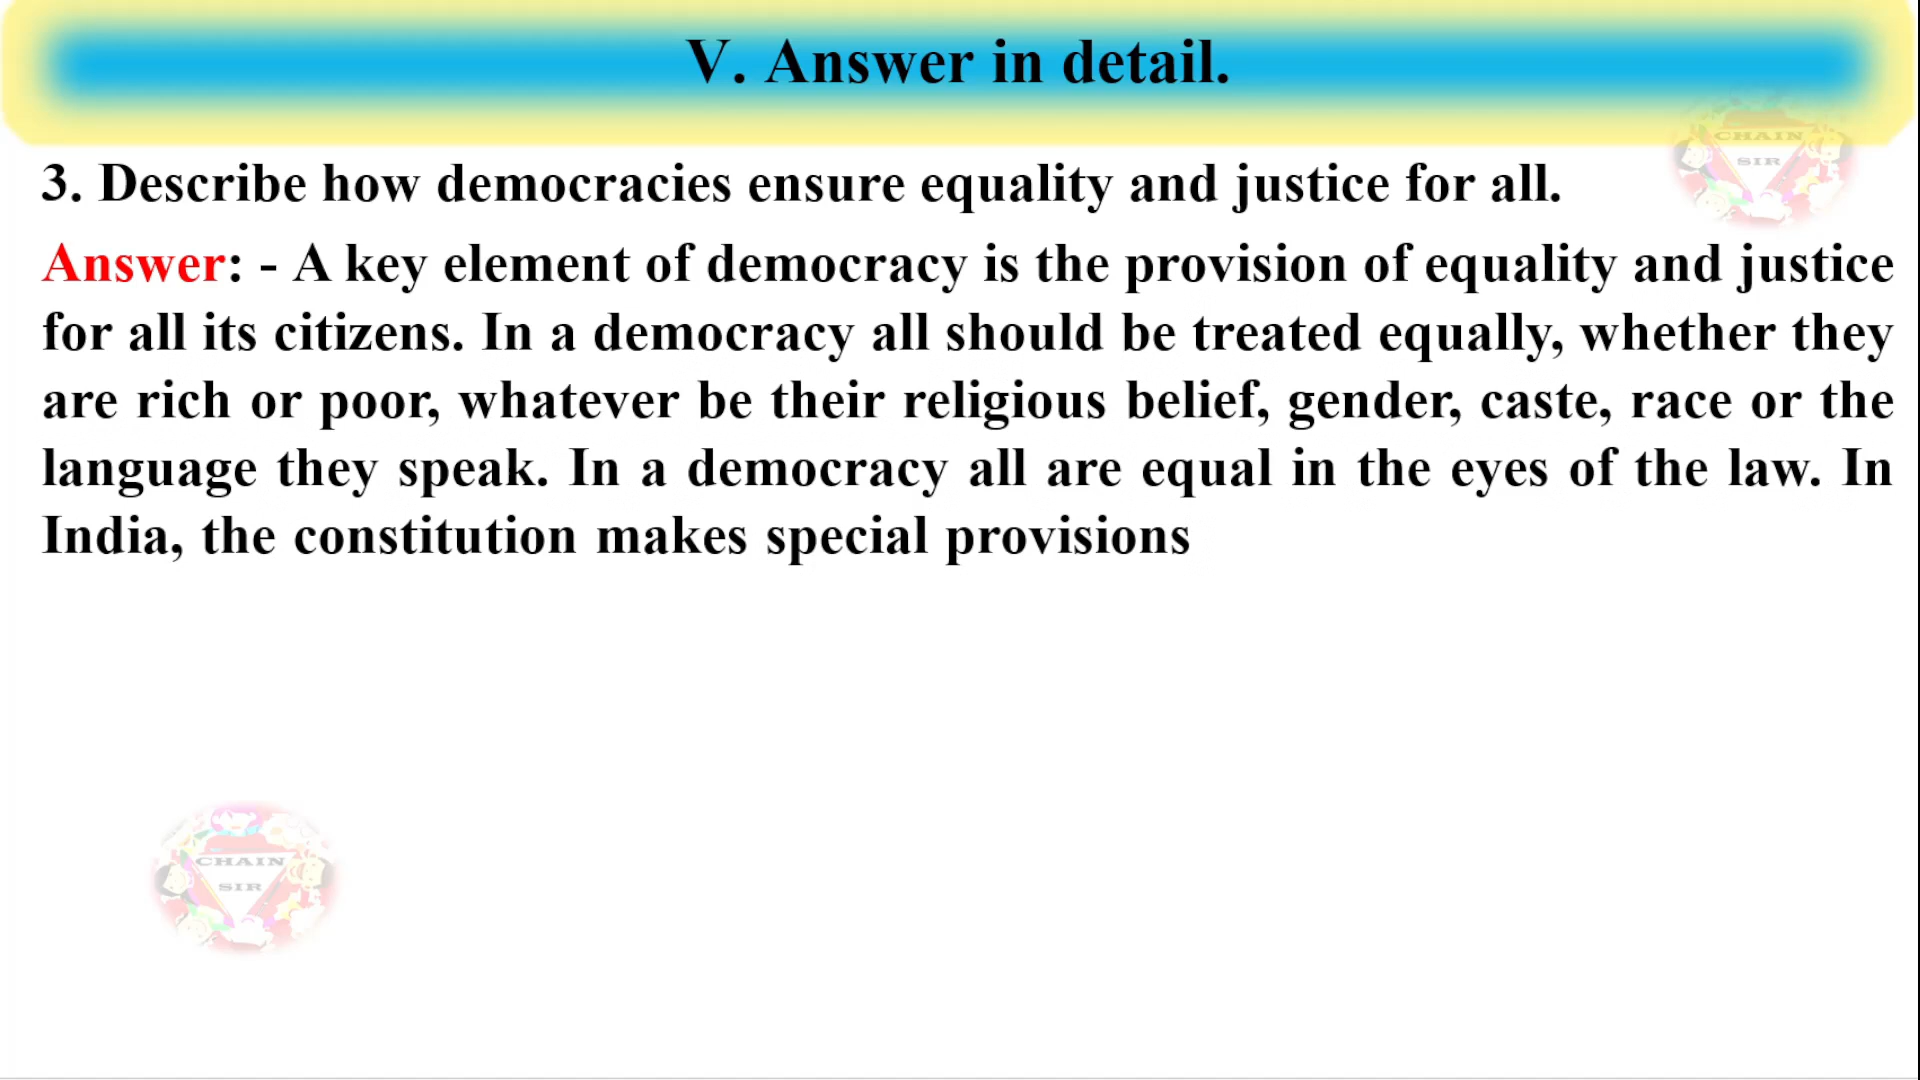 V. Answer in detail.
CHAIN
SIR
3. Describe how democracies ensure equality and justice for all.
Answer: - A key element of democracy is the provision of equality and justice
for all its citizens. In a democracy all should be treated equally, whether they
are rich or poor, whatever be their religious belief, gender, caste, race or the
language they speak. In a democracy all are equal in the eyes of the law. In
India, the constitution makes special provisions
CHAIN
SIR